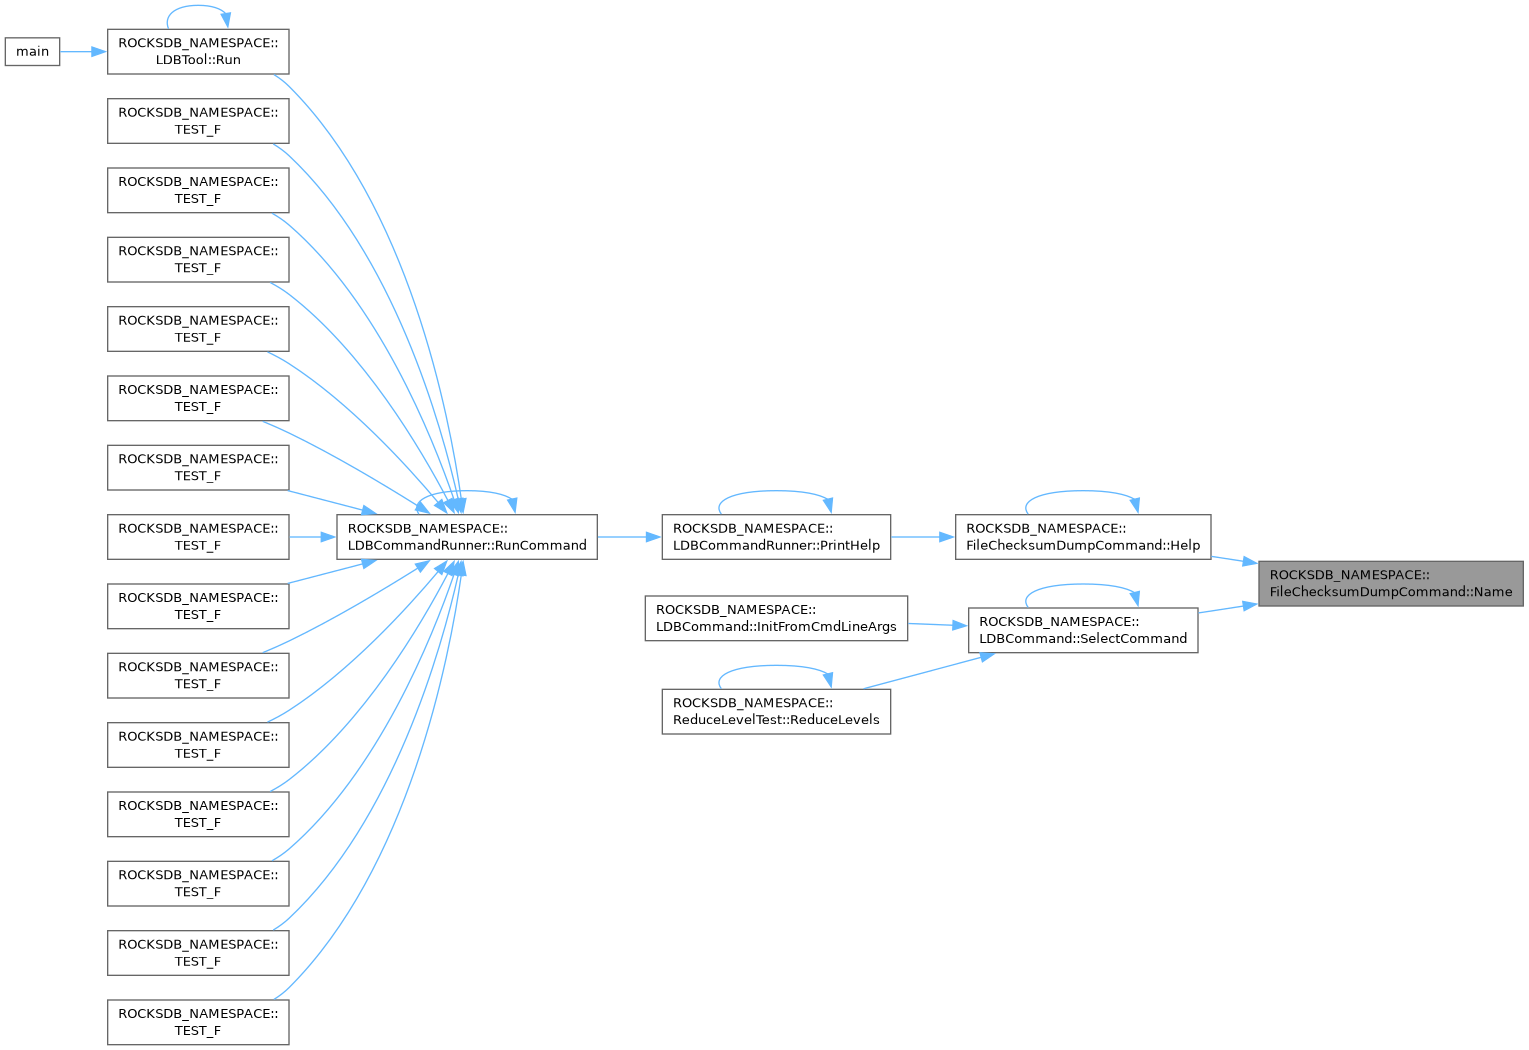 main
ROCKSDB_NAMESPACE::
LDBTool::Run
ROCKSDB_NAMESPACE::
TEST_F
ROCKSDB_NAMESPACE::
TEST_F
ROCKSDB_NAMESPACE::
TEST_F
ROCKSDB_NAMESPACE::
TEST_F
ROCKSDB_NAMESPACE::
TEST_F
ROCKSDB_NAMESPACE::
TEST_F
ROCKSDB_NAMESPACE::
TEST_F
ROCKSDB_NAMESPACE::
TEST_F
ROCKSDB_NAMESPACE::
TEST_F
ROCKSDB_NAMESPACE::
TEST_F
ROCKSDB_NAMESPACE::
TEST_F
ROCKSDB_NAMESPACE::
TEST_F
ROCKSDB_NAMESPACE::
TEST_F
ROCKSDB_NAMESPACE::
TEST_F
ROCKSDB_NAMESPACE::
LDBCommandRunner::RunCommand
ROCKSDB_NAMESPACE::
LDBCommandRunner::PrintHelp
ROCKSDB_NAMESPACE::
LDBCommand::InitFromCmdLineArgs
ROCKSDB_NAMESPACE::
ReduceLevelTest::ReduceLevels
ROCKSDB_NAMESPACE::
FileChecksumDumpCommand::Help
ROCKSDB_NAMESPACE::
LDBCommand::SelectCommand
ROCKSDB_NAMESPACE::
FileChecksumDumpCommand::Name